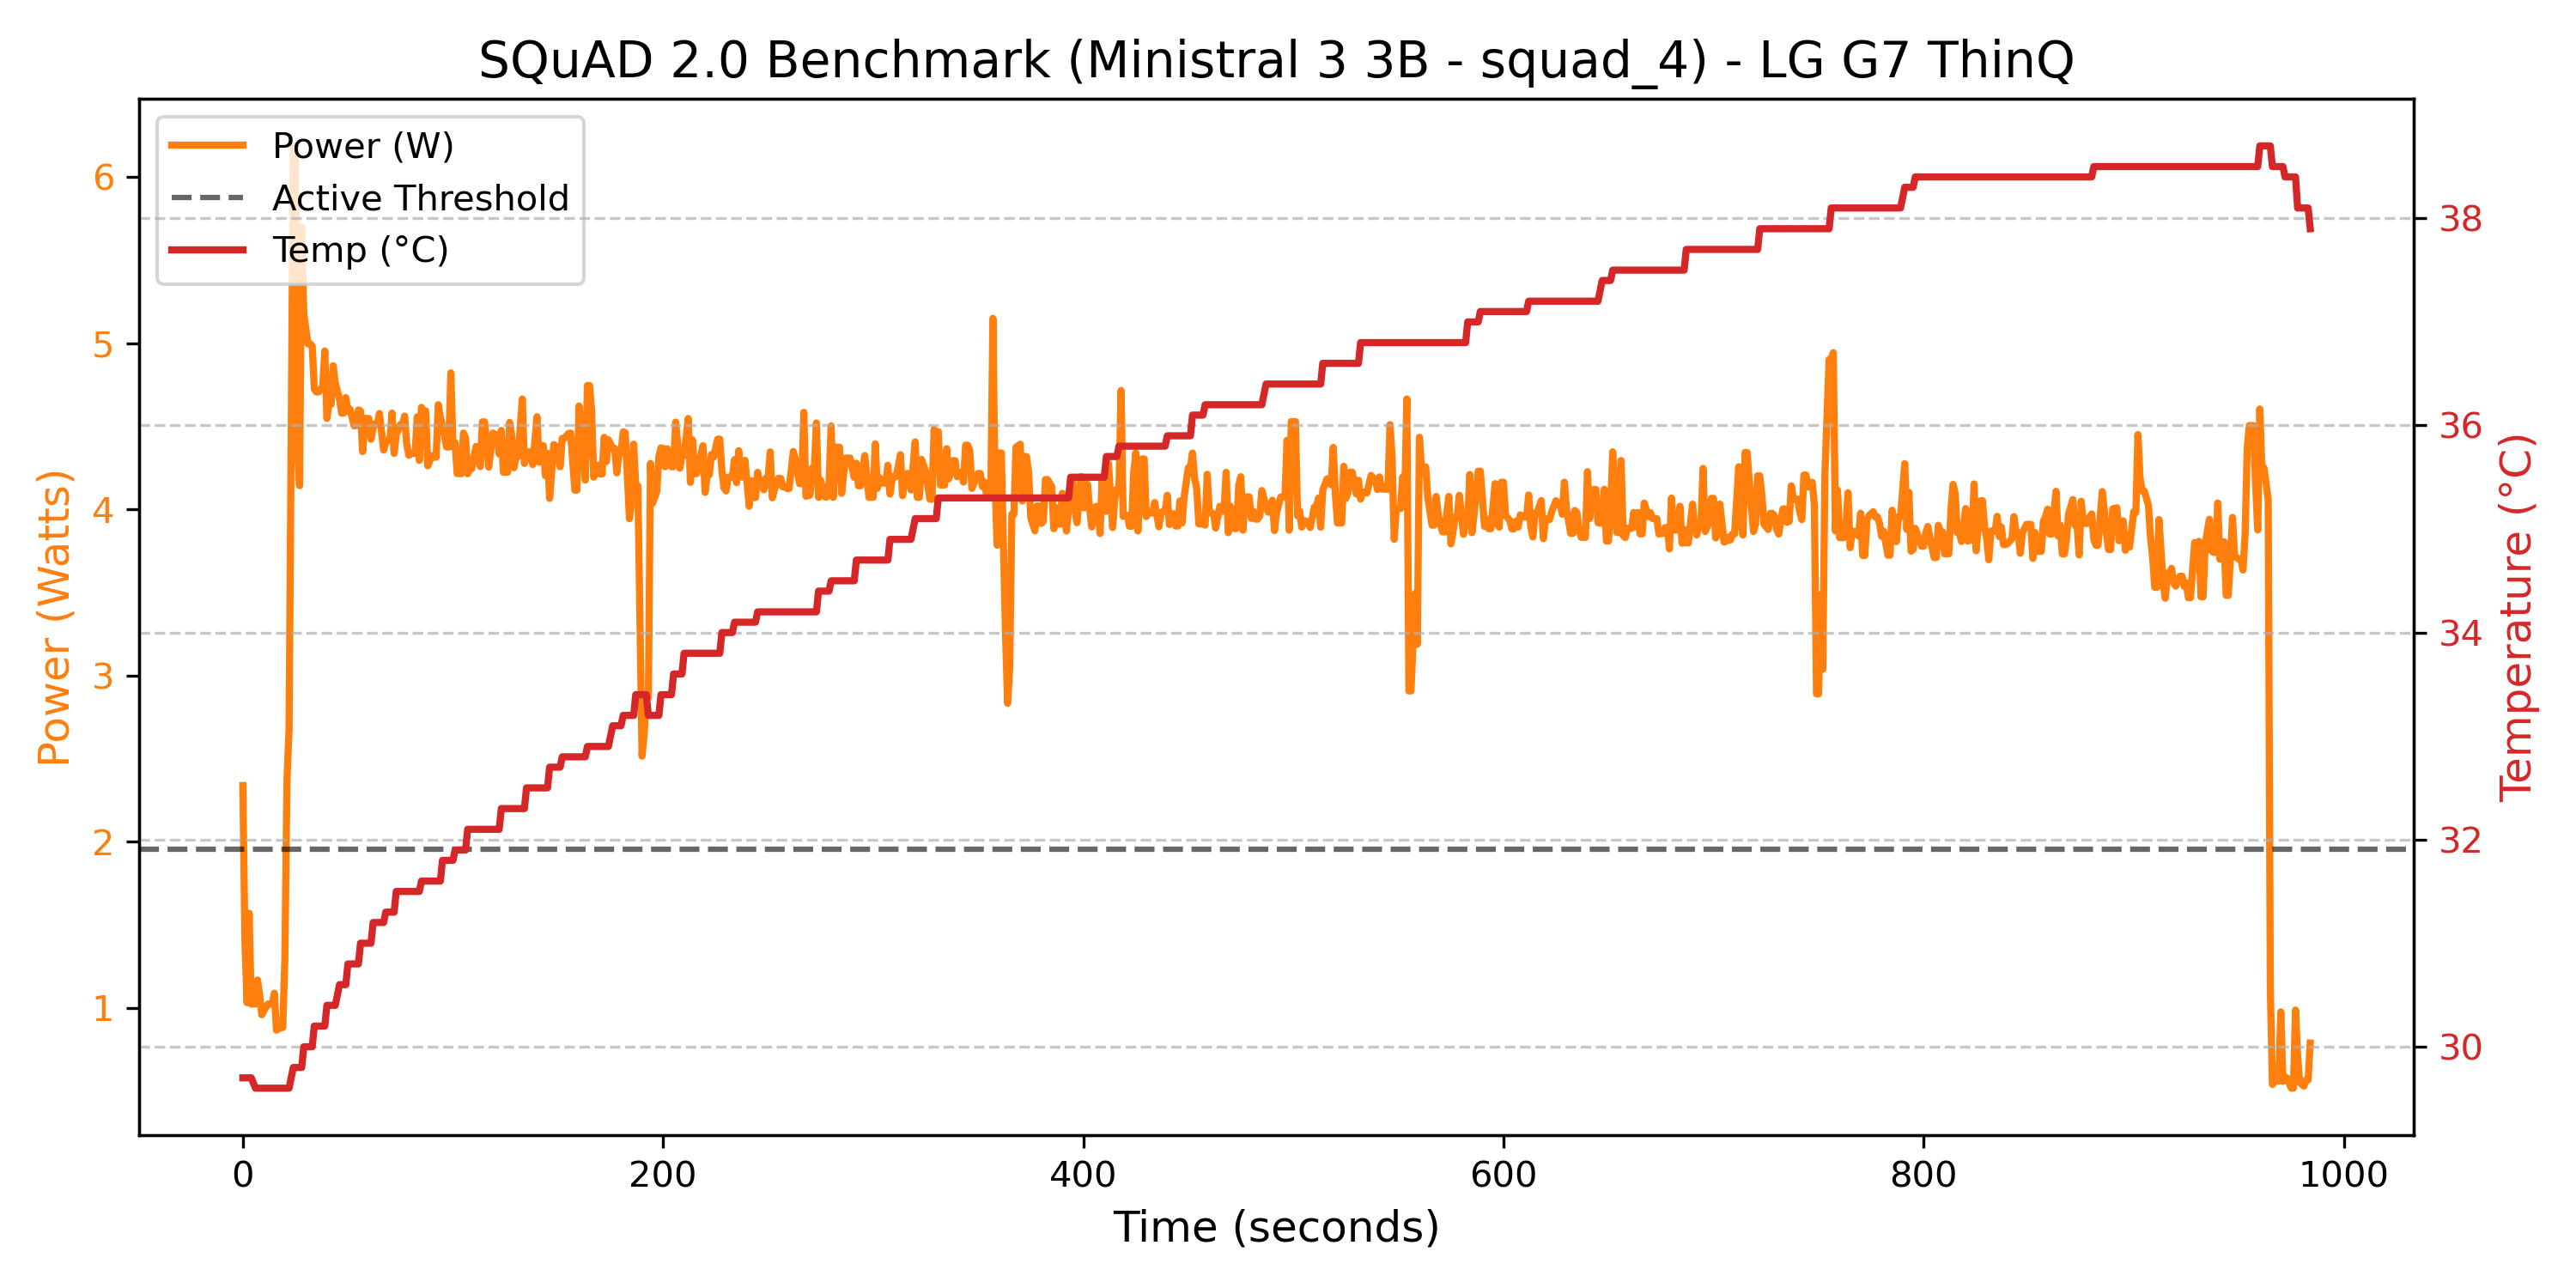 SQuAD 2.0 Benchmark (Ministral 3 3B - squad_4) - LG G7 ThinQ
Power (W)
Active Threshold
Temp (°C)
Power (Watts)
6
5
4
3
2
1
38
36
34
32
30
Temperature (°C)
0
200
400
600
800
1000
Time (seconds)